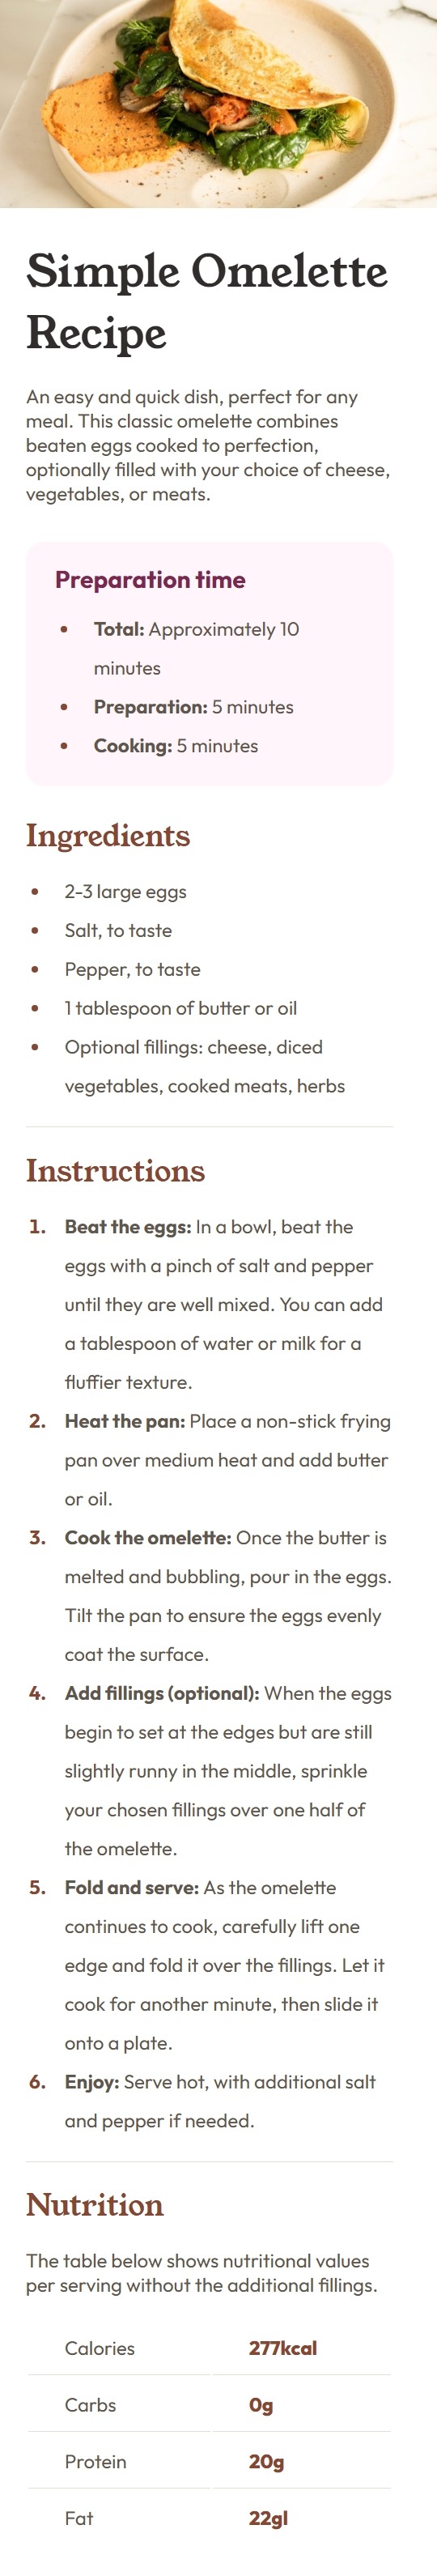 Simple Omelette
Recipe
An easy and quick dish, perfect for any
meal. This classic omelette combines
beaten eggs cooked to perfection,
optionally filled with your choice of cheese,
vegetables, or meats.
Preparation time
• Total: Approximately 10
minutes
• Preparation: 5 minutes
• Cooking: 5 minutes
Ingredients
• 2-3 large eggs
• Salt, to taste
• Pepper, to taste
• 1 tablespoon of butter or oil
• Optional fillings: cheese, diced
vegetables, cooked meats, herbs
Instructions
1. Beat the eggs: In a bowl, beat the
eggs with a pinch of salt and pepper
until they are well mixed. You can add
a tablespoon of water or milk for a
fluffier texture.
2. Heat the pan: Place a non-stick frying
pan over medium heat and add butter
or oil.
3. Cook the omelette: Once the butter is
melted and bubbling, pour in the eggs.
Tilt the pan to ensure the eggs evenly
coat the surface.
4. Add fillings (optional): When the eggs
begin to set at the edges but are still
slightly runny in the middle, sprinkle
your chosen fillings over one half of
the omelette.
5. Fold and serve: As the omelette
continues to cook, carefully lift one
edge and fold it over the fillings. Let it
cook for another minute, then slide it
onto a plate.
6. Enjoy: Serve hot, with additional salt
and pepper if needed.
Nutrition
The table below shows nutritional values
per serving without the additional fillings.
Calories 277kcal
Carbs 0g
Protein 20g
Fat 22gl